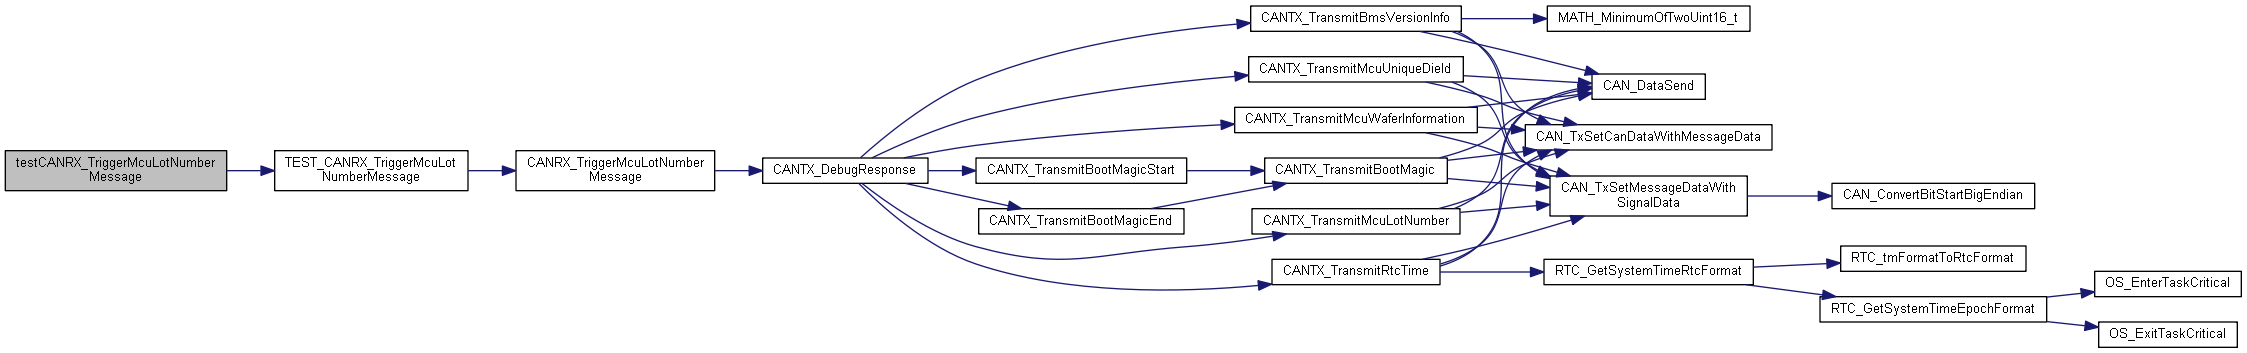 testCANRX_TriggerMcuLotNumber
Message
TEST_CANRX_TriggerMcuLot
NumberMessage
CANRX_TriggerMcuLotNumber
Message
CANTX_DebugResponse
CANTX_TransmitBootMagicStart
CANTX_TransmitBootMagicEnd
CANTX_TransmitBmsVersionInfo
CANTX_TransmitMcuUniqueDieId
CANTX_TransmitMcuWaferInformation
CANTX_TransmitBootMagic
CANTX_TransmitMcuLotNumber
CANTX_TransmitRtcTime
MATH_MinimumOfTwoUint16_t
CAN_DataSend
CAN_TxSetCanDataWithMessageData
CAN_TxSetMessageDataWith
SignalData
RTC_GetSystemTimeRtcFormat
CAN_ConvertBitStartBigEndian
RTC_tmFormatToRtcFormat
RTC_GetSystemTimeEpochFormat
OS_EnterTaskCritical
OS_ExitTaskCritical